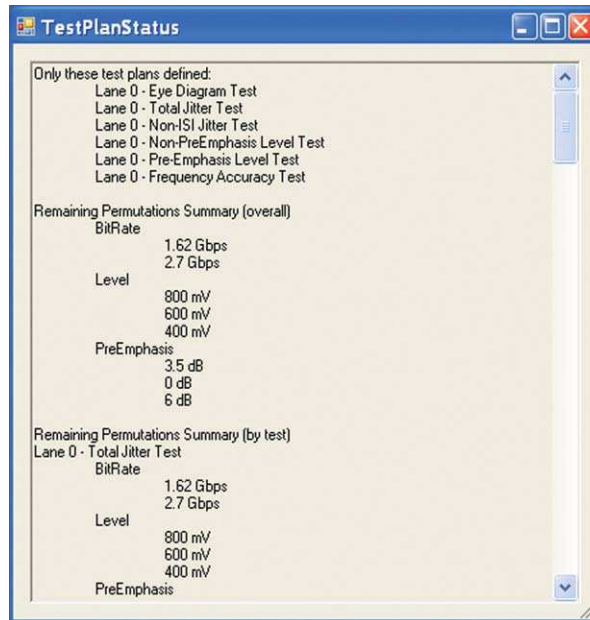 TestPlanStatus
Only these test plans defined:
Lane 0 - Eye Diagram Test
Lane 0 - Total Jitter Test
Lane 0 - Non-ISI Jitter Test
Lane 0 - Non-PreEmphasis Level Test
Lane 0 - Pre-Emphasis Level Test
Lane 0 - Frequency Accuracy Test
Remaining Permutations Summary (overall)
BitRate
1.62 Gbps
2.7 Gbps
Level
800 mV
600 mV
400 mV
PreEmphasis
3.5 dB
0 dB
6 dB
Remaining Permutations Summary (by test)
Lane 0 - Total Jitter Test
BitRate
1.62 Gbps
2.7 Gbps
Level
800 mV
600 mV
400 mV
PreEmphasis